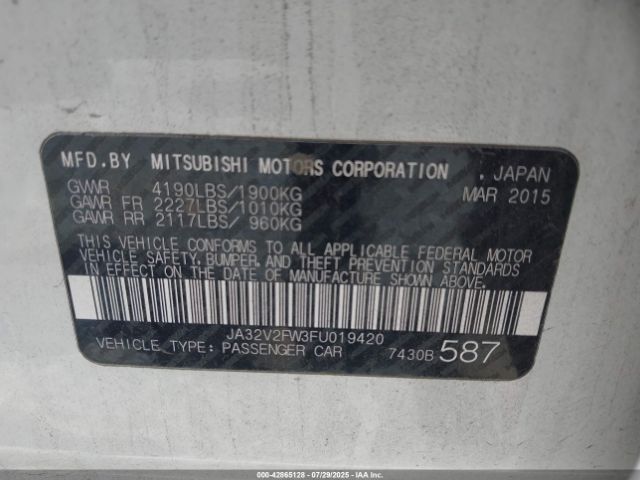 MFD.BY MITSUBISHI MOTORS CORPORATION . JAPAN
GVWR 4190LBS/1900KG MAR 2015
GAWR FR 2227LBS/1010KG
GAWR RR 2117LBS/ 960KG
THIS VEHICLE CONFORMS TO ALL APPLICABLE FEDERAL MOTOR
VEHICLE SAFETY, BUMPER, AND THEFT PREVENTION STANDARDS
IN EFFECT ON THE DATE OF MANUFACTURE SHOWN ABOVE.
JA32V2FW3FU019420
VEHICLE TYPE: PASSENGER CAR 7430B 587
000-42865128 | 07/29/2025 | IAA Inc.